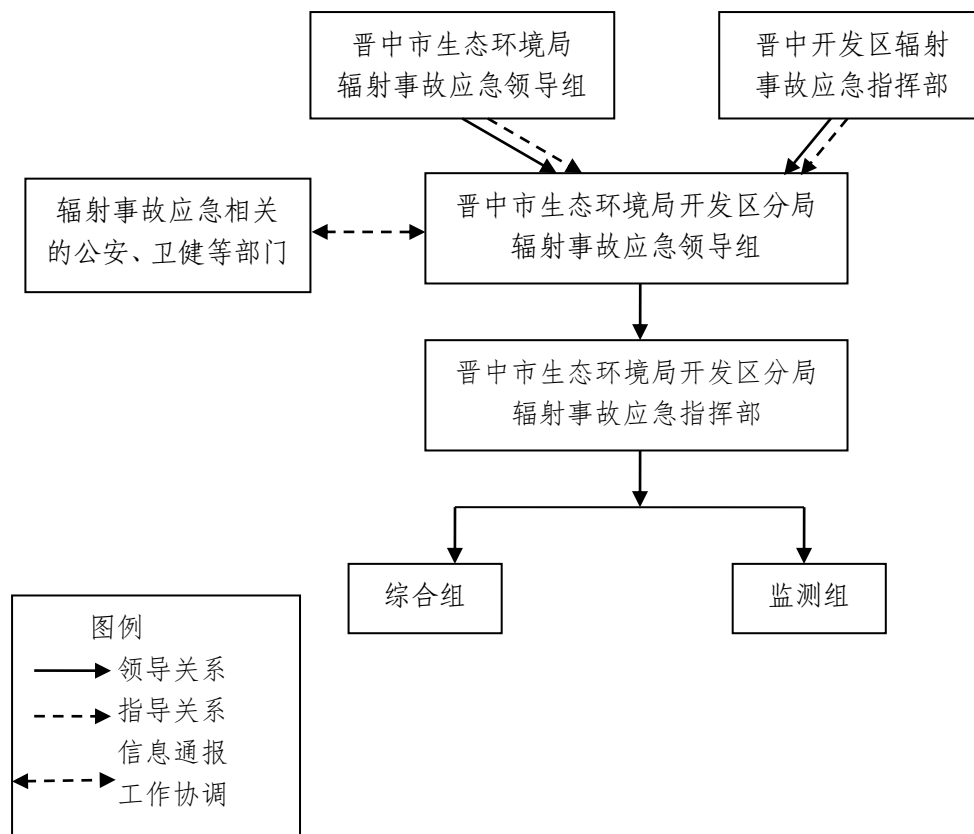 晋中市生态环境局
辐射事故应急领导组
晋中开发区辐射
事故应急指挥部
辐射事故应急相关
的公安、卫健等部门
晋中市生态环境局开发区分局
辐射事故应急领导组
晋中市生态环境局开发区分局
辐射事故应急指挥部
综合组
监测组
图例
领导关系
指导关系
信息通报
工作协调